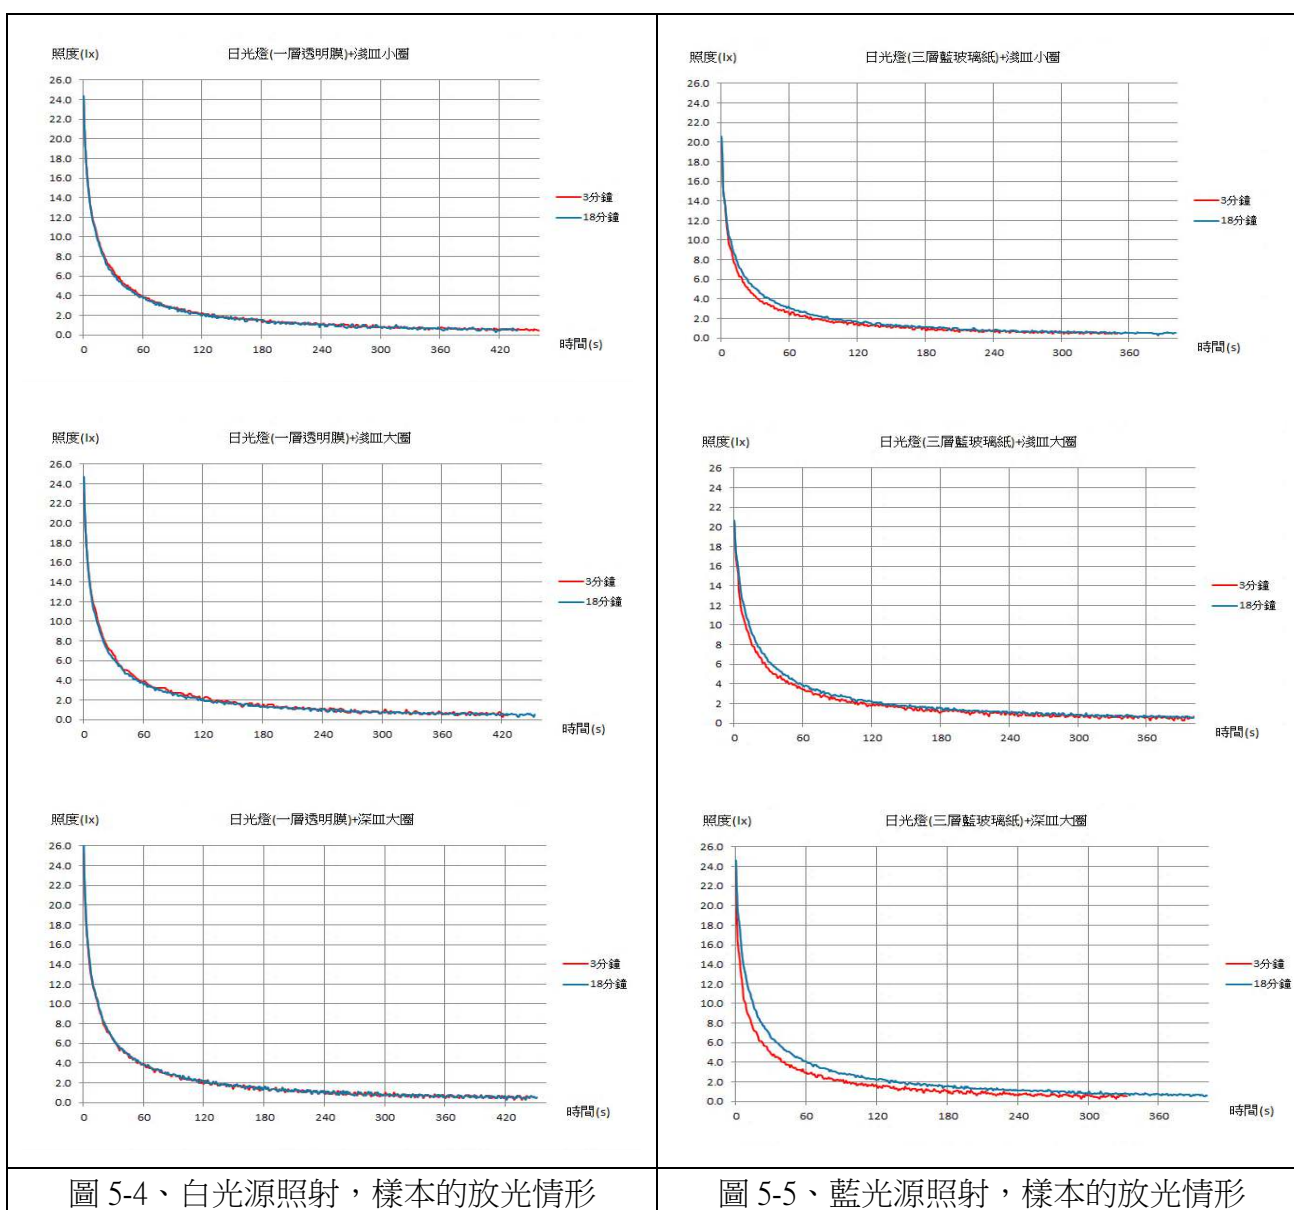 照度(lx)
日光燈(一層透明膜)+淺皿小圈
26.0
24.0
22.0
20.0
18.0
16.0
14.0
12.0
10.0
8.0
6.0
4.0
2.0
0.0
0 60 120 180 240 300 360 420
時間(s)
3分鐘
18分鐘
照度(lx)
日光燈(三層藍玻璃紙)+淺皿小圈
26.0
24.0
22.0
20.0
18.0
16.0
14.0
12.0
10.0
8.0
6.0
4.0
2.0
0.0
0 60 120 180 240 300 360
時間(s)
3分鐘
18分鐘
照度(lx)
日光燈(一層透明膜)+淺皿大圈
26.0
24.0
22.0
20.0
18.0
16.0
14.0
12.0
10.0
8.0
6.0
4.0
2.0
0.0
0 60 120 180 240 300 360 420
時間(s)
3分鐘
18分鐘
照度(lx)
日光燈(三層藍玻璃紙)+淺皿大圈
26
24
22
20
18
16
14
12
10
8
6
4
2
0
0 60 120 180 240 300 360
時間(s)
3分鐘
18分鐘
照度(lx)
日光燈(一層透明膜)+深皿大圈
26.0
24.0
22.0
20.0
18.0
16.0
14.0
12.0
10.0
8.0
6.0
4.0
2.0
0.0
0 60 120 180 240 300 360 420
時間(s)
3分鐘
18分鐘
照度(lx)
日光燈(三層藍玻璃紙)+深皿大圈
26.0
24.0
22.0
20.0
18.0
16.0
14.0
12.0
10.0
8.0
6.0
4.0
2.0
0.0
0 60 120 180 240 300 360
時間(s)
3分鐘
18分鐘
圖 5-4、白光源照射，樣本的放光情形
圖 5-5、藍光源照射，樣本的放光情形